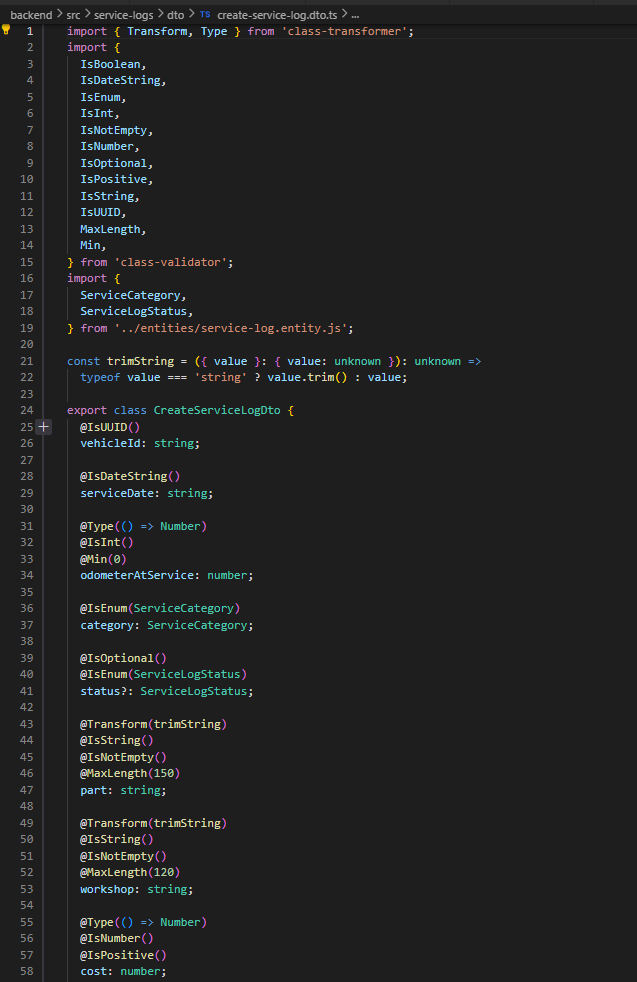 backend > src > service-logs > dto > TS create-service-log.dto.ts > ...
1 import { Transform, Type } from 'class-transformer';
2 import {
3   IsBoolean,
4   IsDateString,
5   IsEnum,
6   IsInt,
7   IsNotEmpty,
8   IsNumber,
9   IsOptional,
10   IsPositive,
11   IsString,
12   IsUUID,
13   MaxLength,
14   Min,
15 } from 'class-validator';
16 import {
17   ServiceCategory,
18   ServiceLogStatus,
19 } from '../entities/service-log.entity.js';
20
21 const trimString = ({ value }: { value: unknown }): unknown =>
22   typeof value === 'string' ? value.trim() : value;
23
24 export class CreateServiceLogDto {
25   @IsUUID()
26   vehicleId: string;
27
28   @IsDateString()
29   serviceDate: string;
30
31   @Type(() => Number)
32   @IsInt()
33   @Min(0)
34   odometerAtService: number;
35
36   @IsEnum(ServiceCategory)
37   category: ServiceCategory;
38
39   @IsOptional()
40   @IsEnum(ServiceLogStatus)
41   status?: ServiceLogStatus;
42
43   @Transform(trimString)
44   @IsString()
45   @IsNotEmpty()
46   @MaxLength(150)
47   part: string;
48
49   @Transform(trimString)
50   @IsString()
51   @IsNotEmpty()
52   @MaxLength(120)
53   workshop: string;
54
55   @Type(() => Number)
56   @IsNumber()
57   @IsPositive()
58   cost: number;